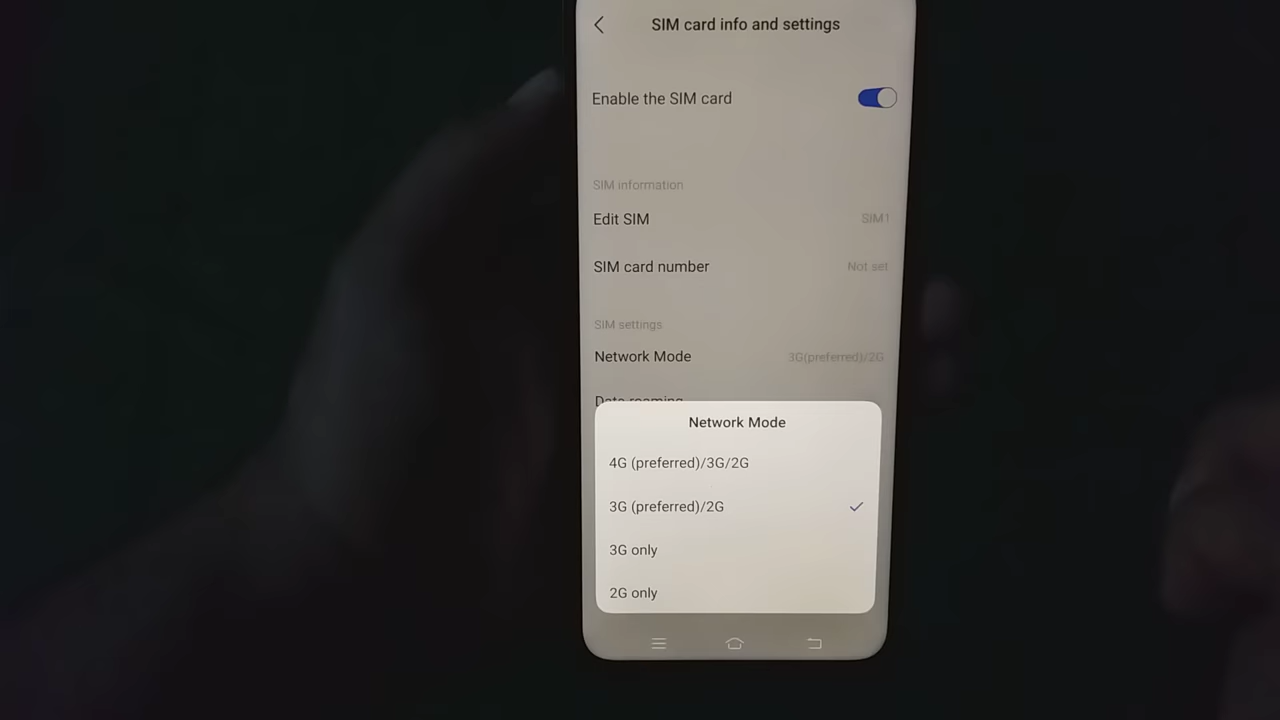 SIM card info and settings
Enable the SIM card
SIM information
Edit SIM SIM1
SIM card number Not set
SIM settings
Network Mode 3G(preferred)/2G
Data roaming
Network Mode
4G (preferred)/3G/2G
3G (preferred)/2G
3G only
2G only